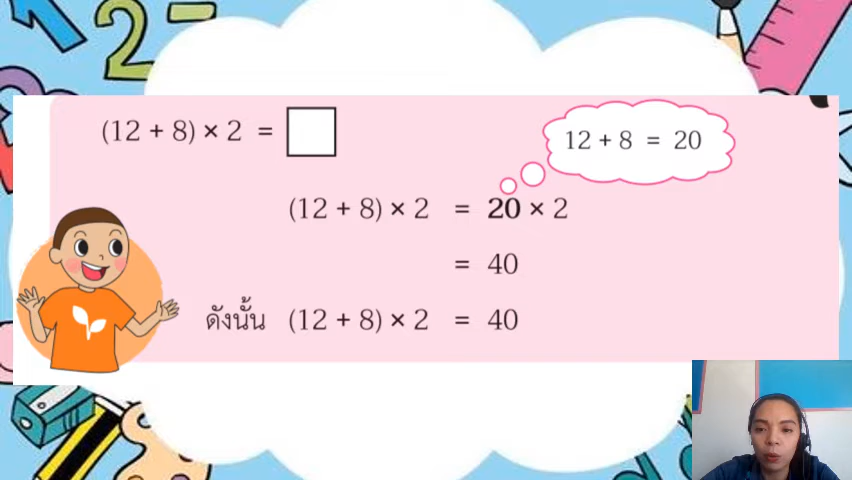 (12 + 8) × 2 =
12 + 8 = 20
(12 + 8) × 2 = 20 × 2
= 40
ดังนั้น (12 + 8) × 2 = 40